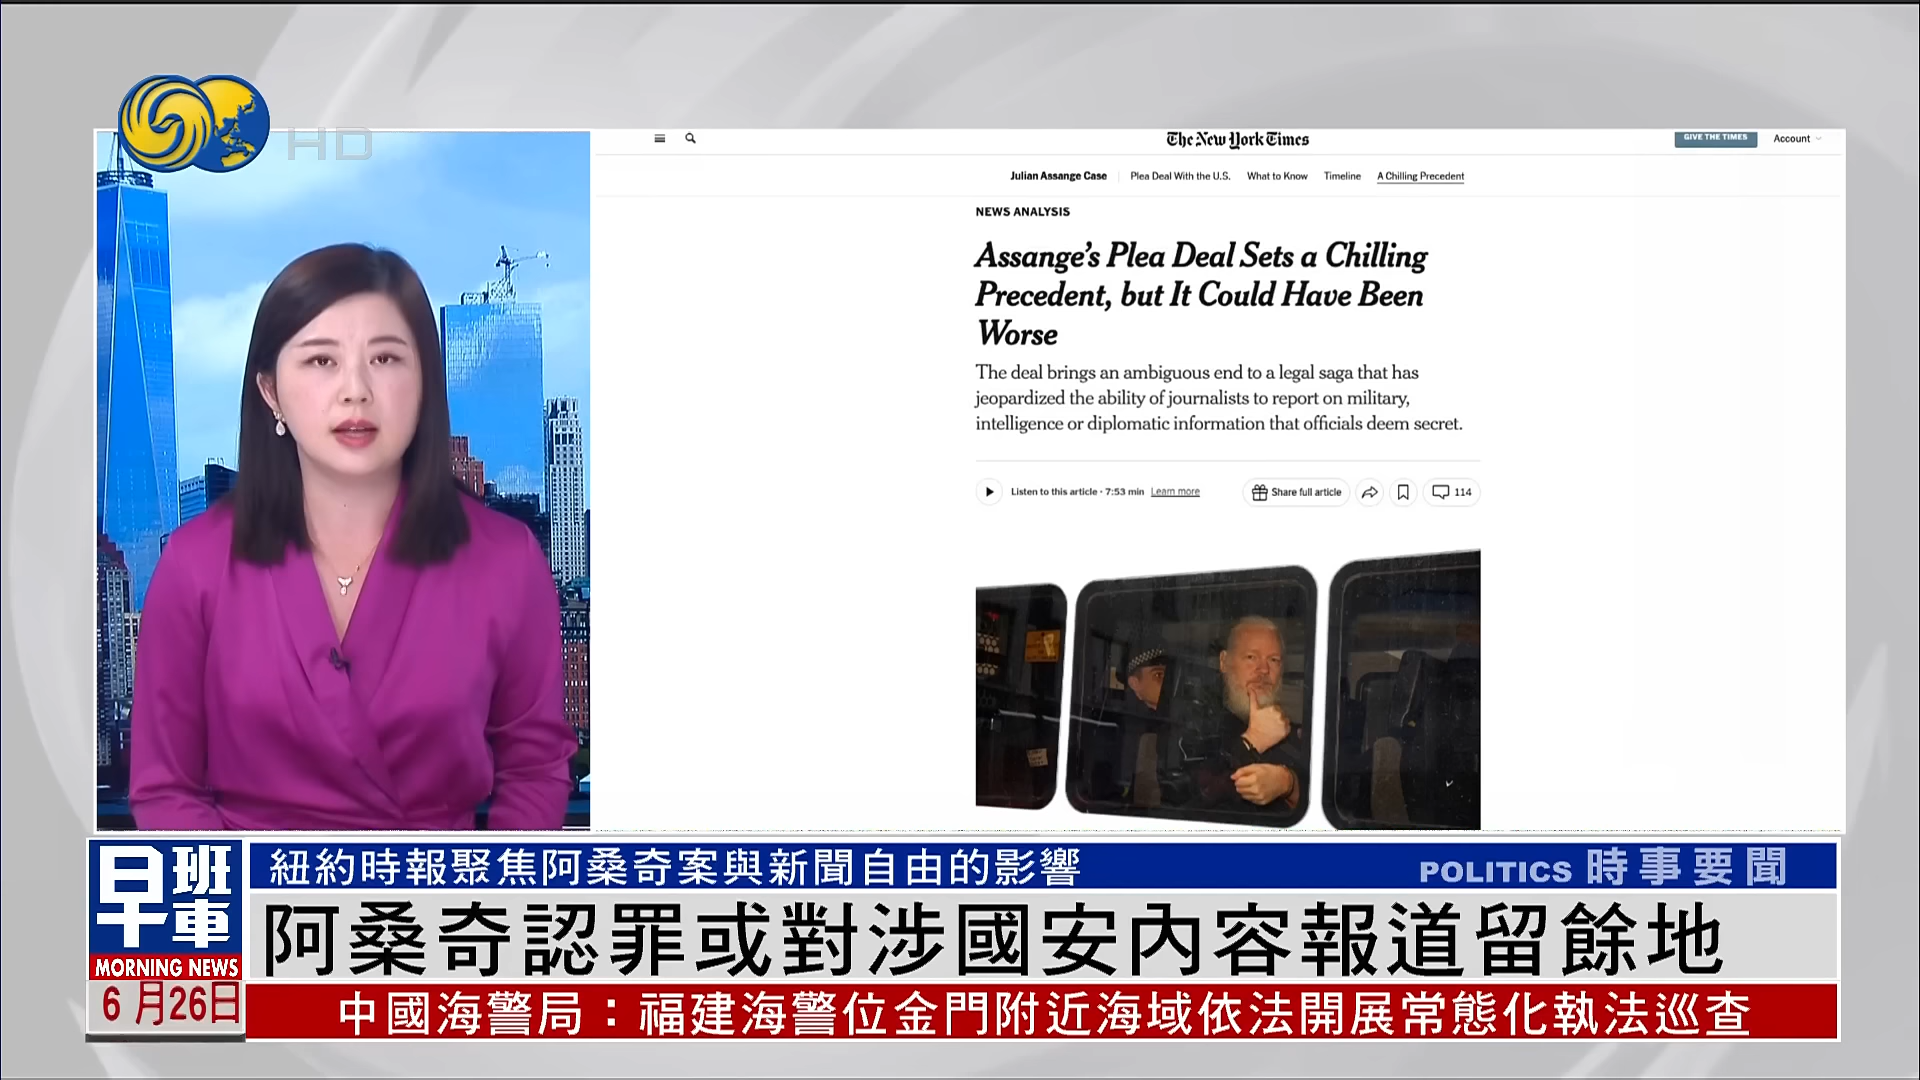 HD
The New York Times
GIVE THE TIMES
Account
Julian Assange Case
Plea Deal With the U.S.
What to Know
Timeline
A Chilling Precedent
NEWS ANALYSIS
Assange's Plea Deal Sets a Chilling
Precedent, but It Could Have Been
Worse
The deal brings an ambiguous end to a legal saga that has
jeopardized the ability of journalists to report on military,
intelligence or diplomatic information that officials deem secret.
Listen to this article · 7:53 min Learn more
Share full article
114
紐約時報聚焦阿桑奇案與新聞自由的影響
POLITICS 時事要聞
早班車
MORNING NEWS
阿桑奇認罪或對涉國安內容報道留餘地
6月26日
中國海警局：福建海警位金門附近海域依法開展常態化執法巡查